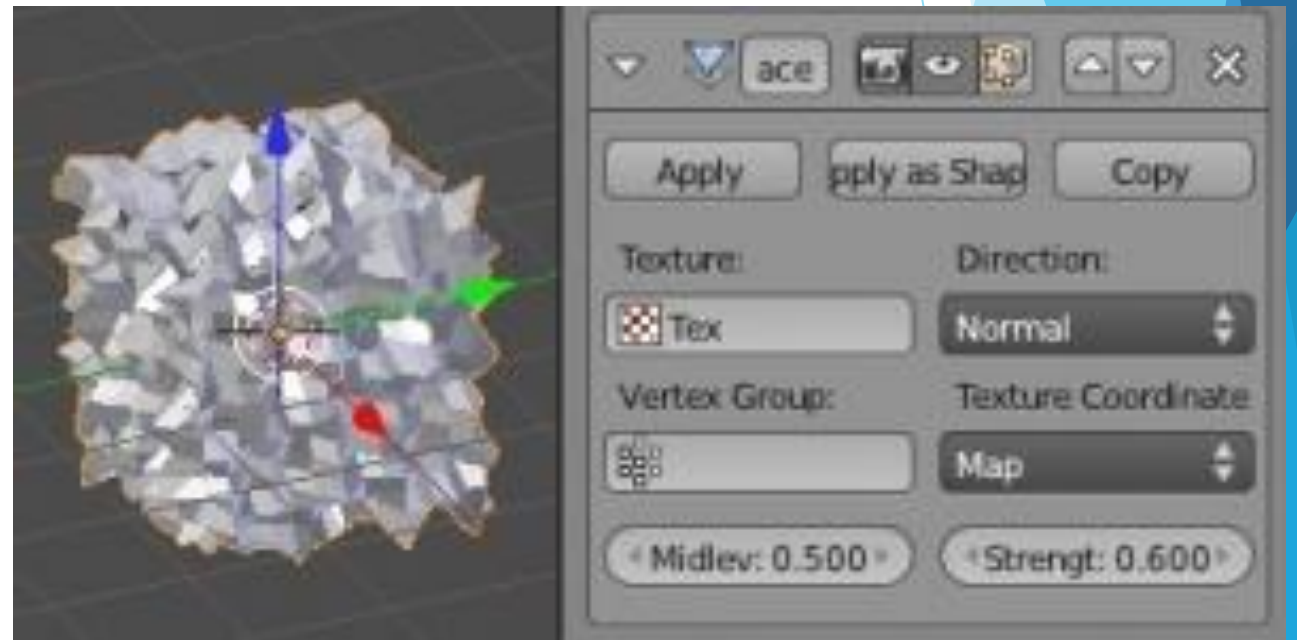 ace
Apply pply as Shap Copy
Texture: Direction:
Tex Normal
Vertex Group: Texture Coordinate
Map
Midlev: 0.500 Strengt: 0.600